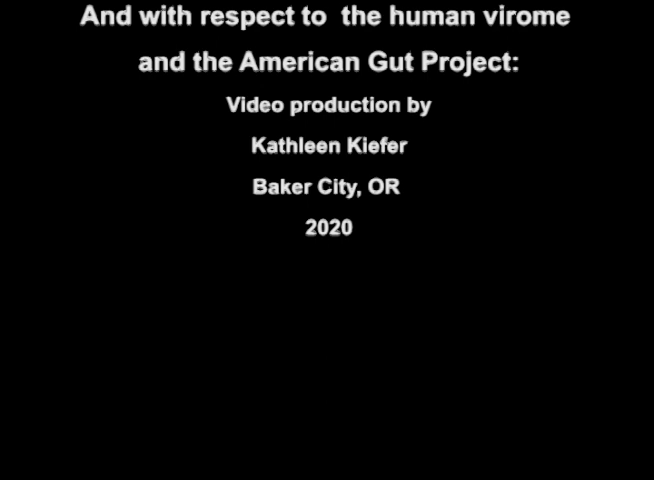 And with respect to  the human virome
and the American Gut Project:
Video production by
Kathleen Kiefer
Baker City, OR
2020